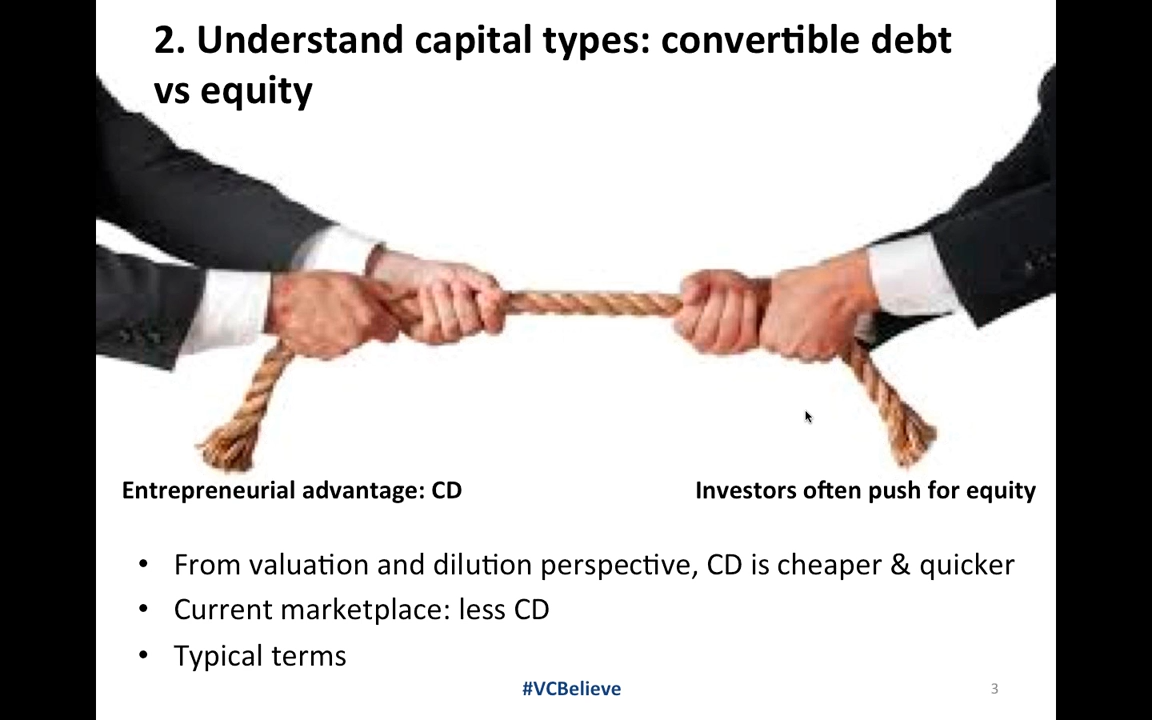 2. Understand capital types: convertible debt
vs equity
Entrepreneurial advantage: CD
Investors often push for equity
• From valuation and dilution perspective, CD is cheaper & quicker
• Current marketplace: less CD
• Typical terms
#VCBelieve
3